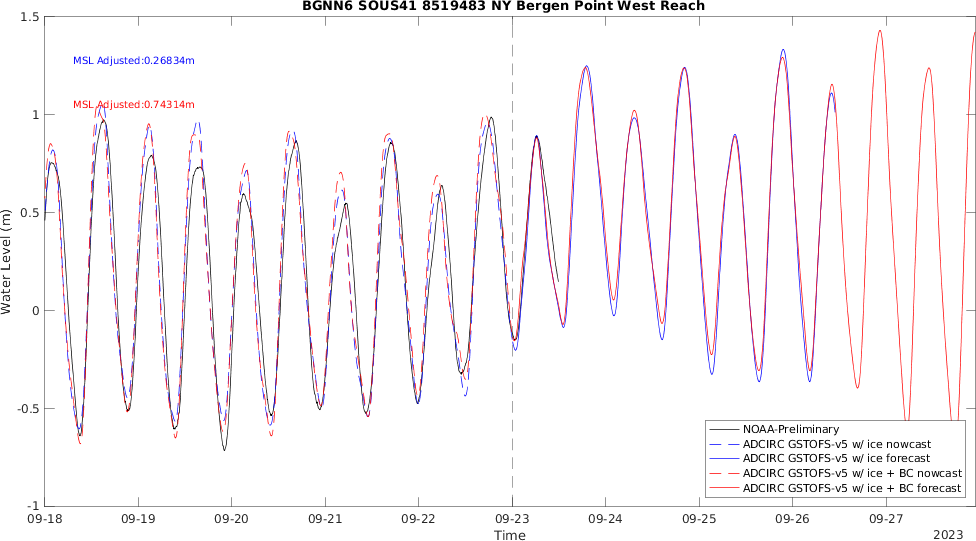 BGNN6 SOUS41 8519483 NY Bergen Point West Reach
1.5
1
0.5
0
-0.5
-1
Water Level (m)
MSL Adjusted:0.26834m
MSL Adjusted:0.74314m
NOAA-Preliminary
ADCIRC GSTOFS-v5 w/ ice nowcast
ADCIRC GSTOFS-v5 w/ ice forecast
ADCIRC GSTOFS-v5 w/ ice + BC nowcast
ADCIRC GSTOFS-v5 w/ ice + BC forecast
09-18 09-19 09-20 09-21 09-22 09-23 09-24 09-25 09-26 09-27
Time
2023